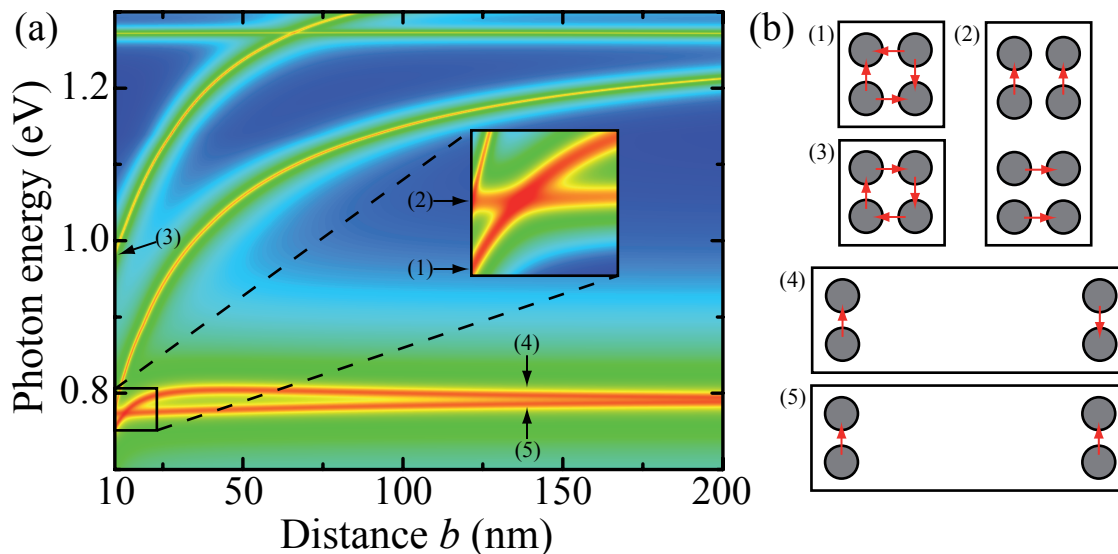 (a)
Photon energy (eV)
1.2
1.0
0.8
(3)
(2)
(1)
(4)
(5)
10 50 100 150 200
Distance b (nm)
(b)
(1) (2)
(3)
(4)
(5)